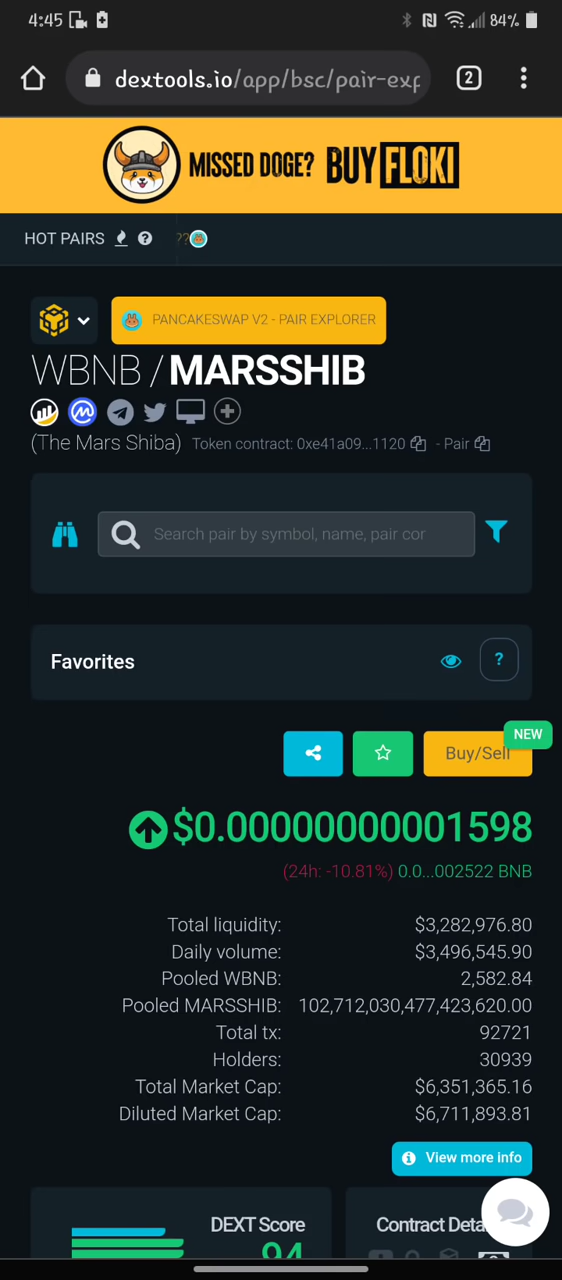 4:45 84%
dextools.io/app/bsc/pair-exp
2
MISSED DOGE? BUY FLOKI
HOT PAIRS ? ??
PANCAKESWAP V2 - PAIR EXPLORER
WBNB / MARSSHIB
(The Mars Shiba) Token contract: 0xe41a09...1120 - Pair
Search pair by symbol, name, pair cor
Favorites ?
NEW
Buy/Sell
$0.00000000001598
(24h: -10.81%) 0.0...002522 BNB
Total liquidity: $3,282,976.80
Daily volume: $3,496,545.90
Pooled WBNB: 2,582.84
Pooled MARSSHIB: 102,712,030,477,423,620.00
Total tx: 92721
Holders: 30939
Total Market Cap: $6,351,365.16
Diluted Market Cap: $6,711,893.81
View more info
DEXT Score Contract Deta
94